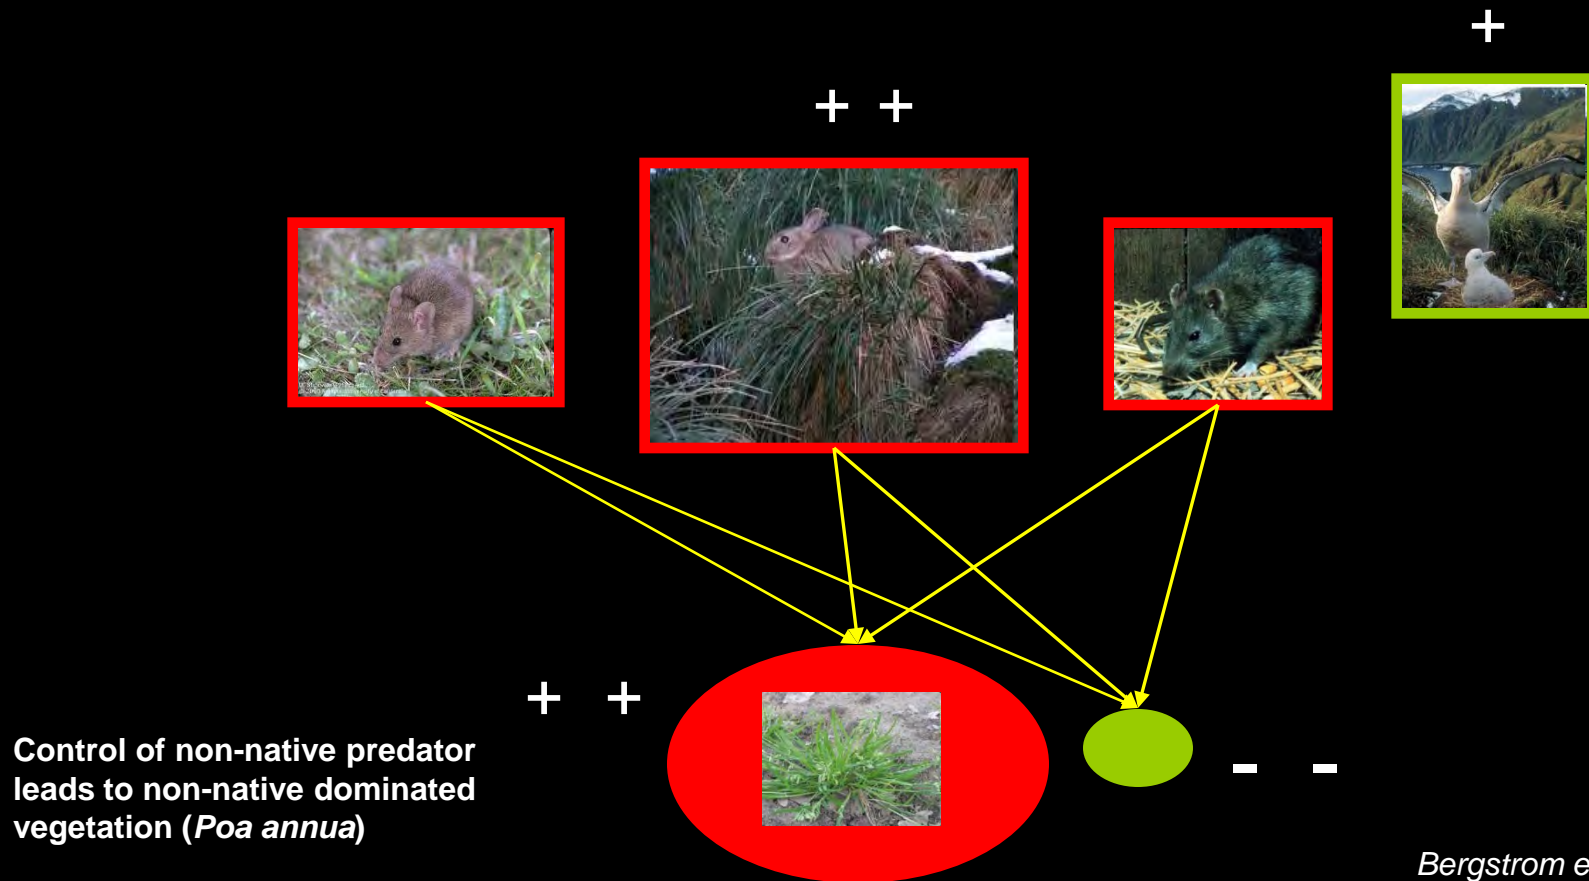 +
+ +
+ +
Control of non-native predator
leads to non-native dominated
vegetation (Poa annua)
- -
Bergstrom e